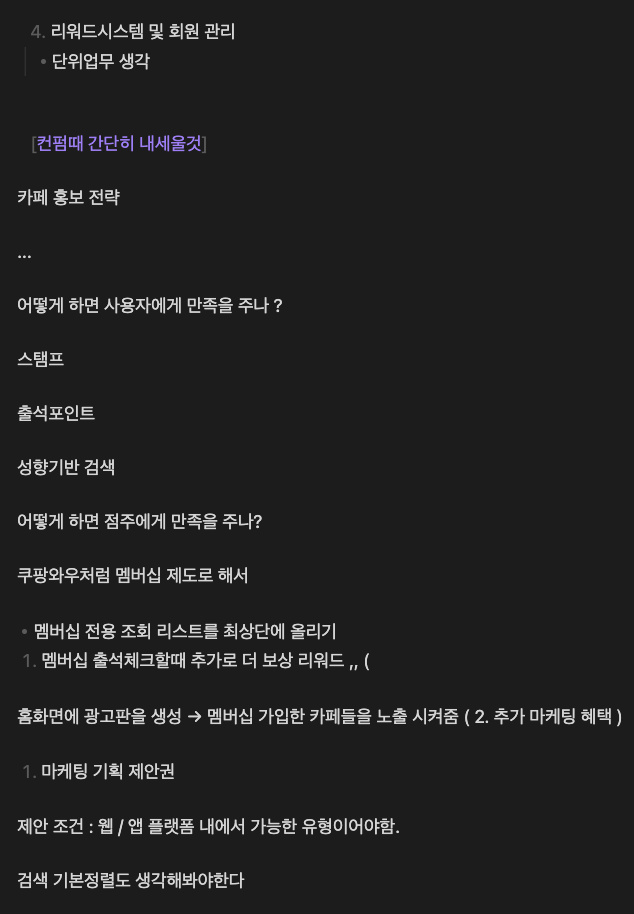 4. 리워드시스템 및 회원 관리
• 단위업무 생각
[컨펌때 간단히 내세울것]
카페 홍보 전략
...
어떻게 하면 사용자에게 만족을 주나 ?
스탬프
출석포인트
성향기반 검색
어떻게 하면 점주에게 만족을 주나?
쿠팡와우처럼 멤버십 제도로 해서
• 멤버십 전용 조회 리스트를 최상단에 올리기
1. 멤버십 출석체크할때 추가로 더 보상 리워드 ,, (
홈화면에 광고판을 생성 → 멤버십 가입한 카페들을 노출 시켜줌 ( 2. 추가 마케팅 혜택 )
1. 마케팅 기획 제안권
제안 조건 : 웹 / 앱 플랫폼 내에서 가능한 유형이어야함.
검색 기본정렬도 생각해봐야한다